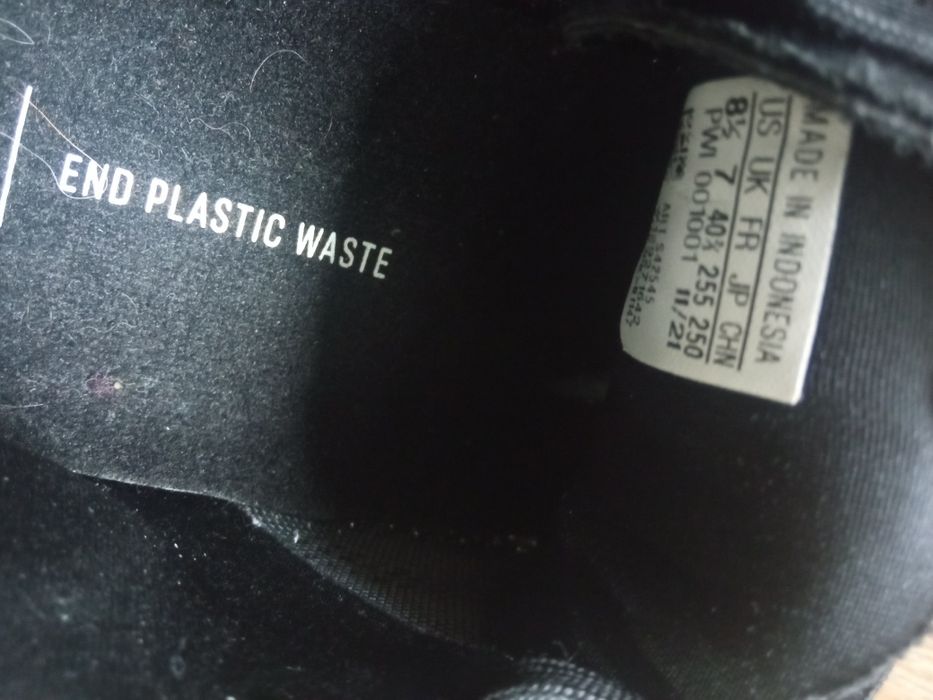 END PLASTIC WASTE
MADE IN INDONESIA
US UK FR JP CHN
8½ 7 40⅔ 255 250
PWI 001001 11/21